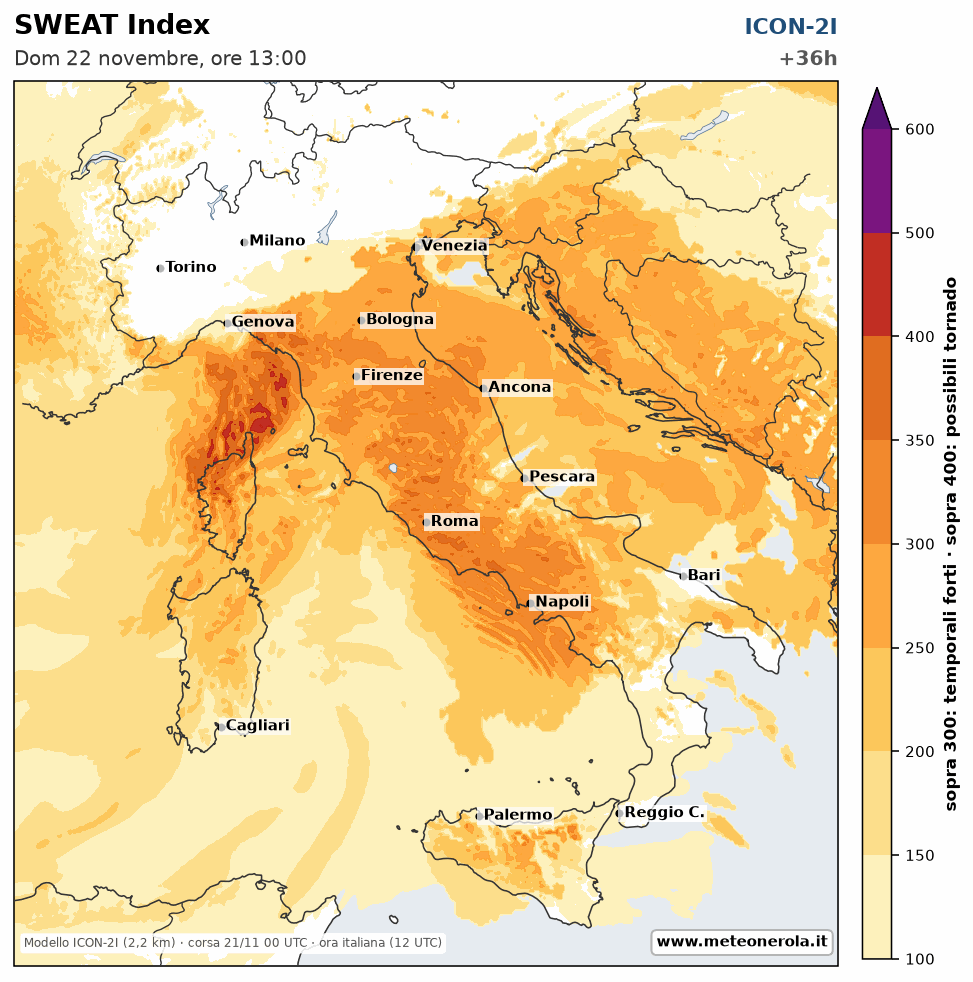 SWEAT Index
ICON-2I
Dom 22 novembre, ore 13:00
+36h
600
500
400
350
300
250
200
150
100
sopra 300: temporali forti · sopra 400: possibili tornado
Milano
Venezia
Torino
Genova
Bologna
Firenze
Ancona
Pescara
Roma
Bari
Napoli
Cagliari
Palermo
Reggio C.
Modello ICON-2I (2,2 km) · corsa 21/11 00 UTC · ora italiana (12 UTC)
www.meteonerola.it